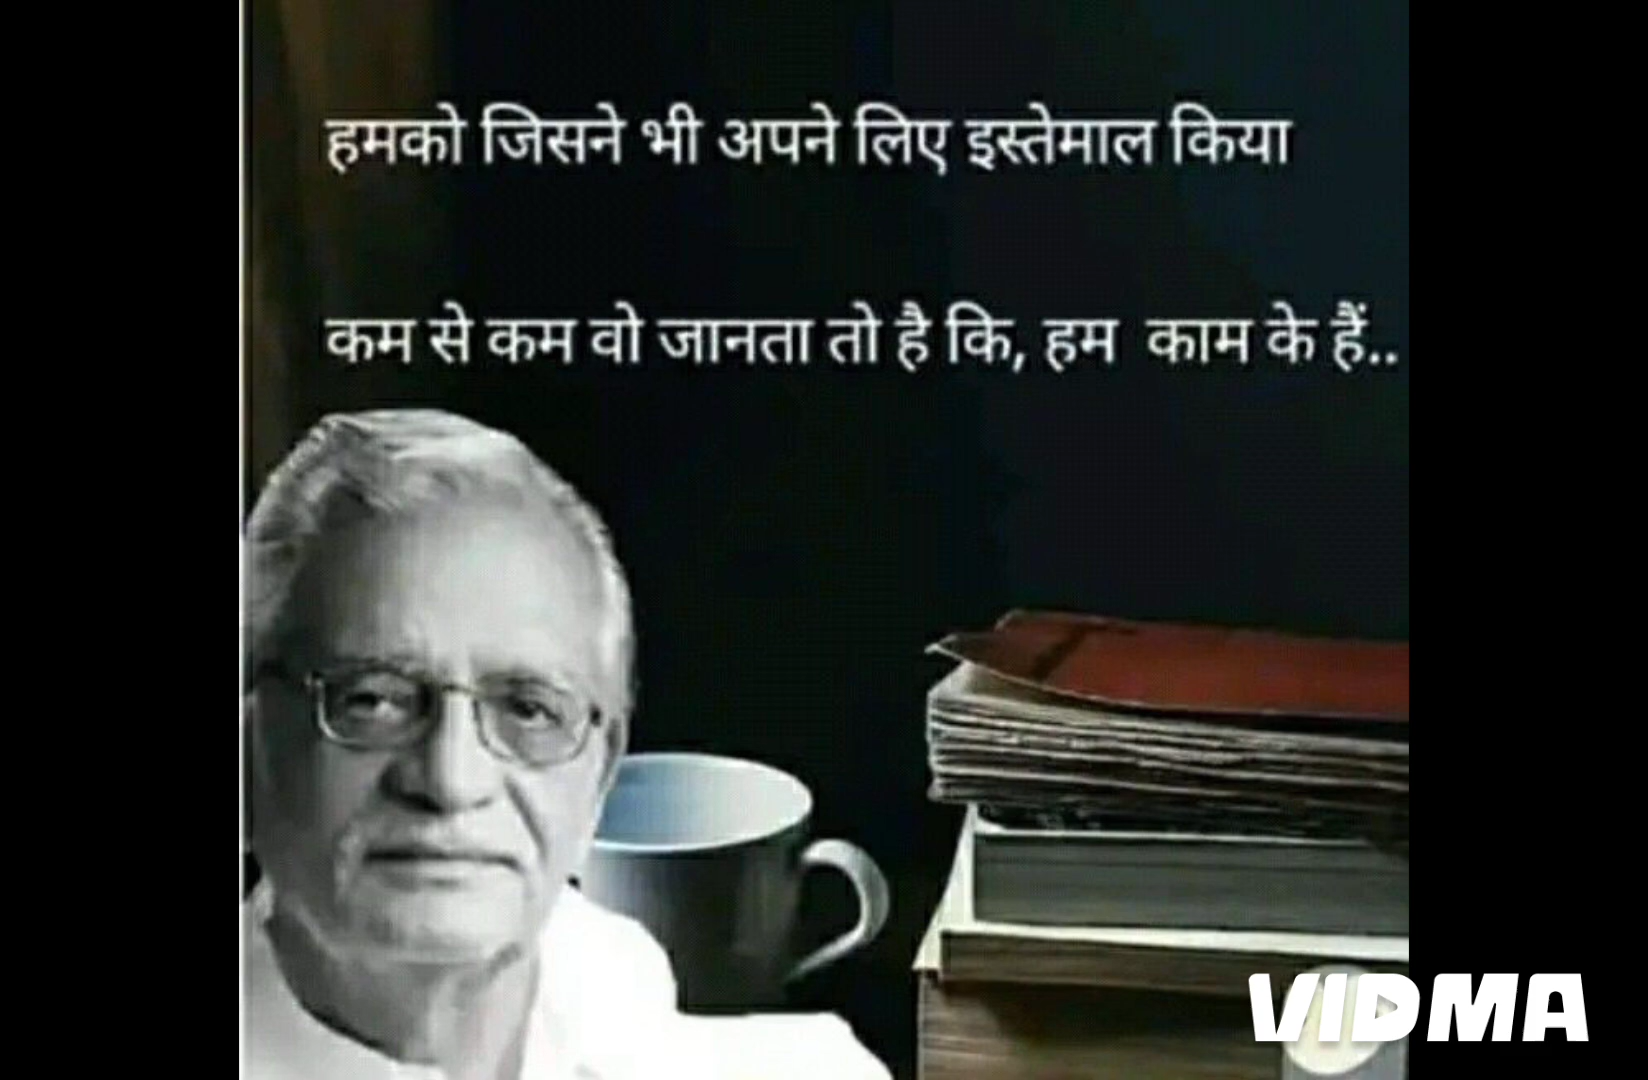 हमको जिसने भी अपने लिए इस्तेमाल किया
कम से कम वो जानता तो है कि, हम काम के हैं..
VIDMA